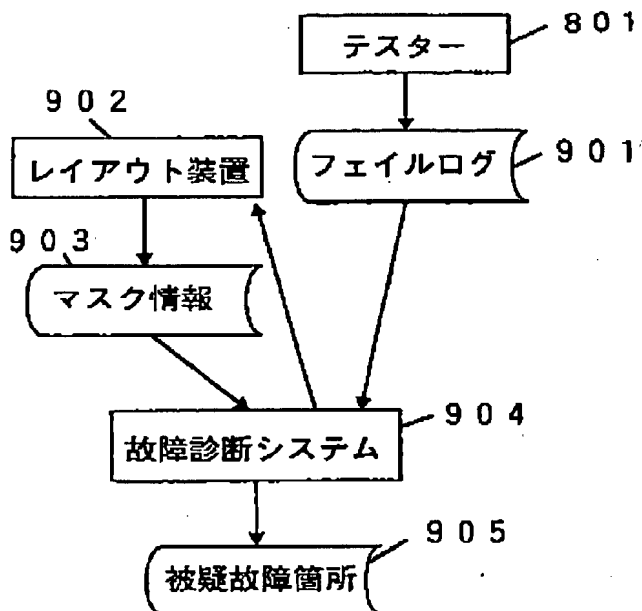 801
テスター
902
レイアウト装置
フェイルログ
901
903
マスク情報
904
故障診断システム
905
被疑故障箇所